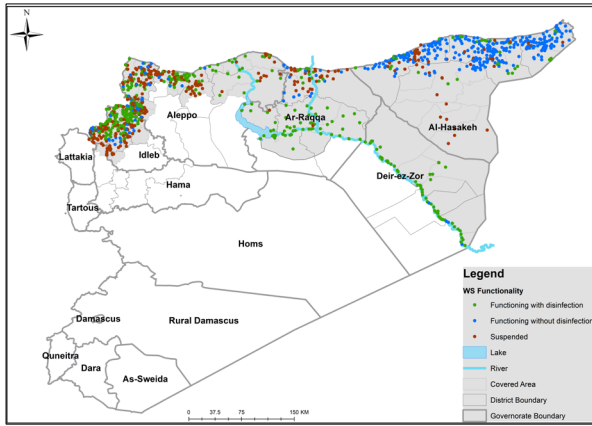 N
Aleppo
Ar-Raqqa
Al-Hasakeh
Lattakia
Idleb
Deir-ez-Zor
Hama
Tartous
Homs
Damascus
Rural Damascus
Quneitra
Dara
As-Sweida
0 37.5 75 150 KM
Legend
WS Functionality
Functioning with disinfection
Functioning without disinfection
Suspended
Lake
River
Covered Area
District Boundary
Governorate Boundary